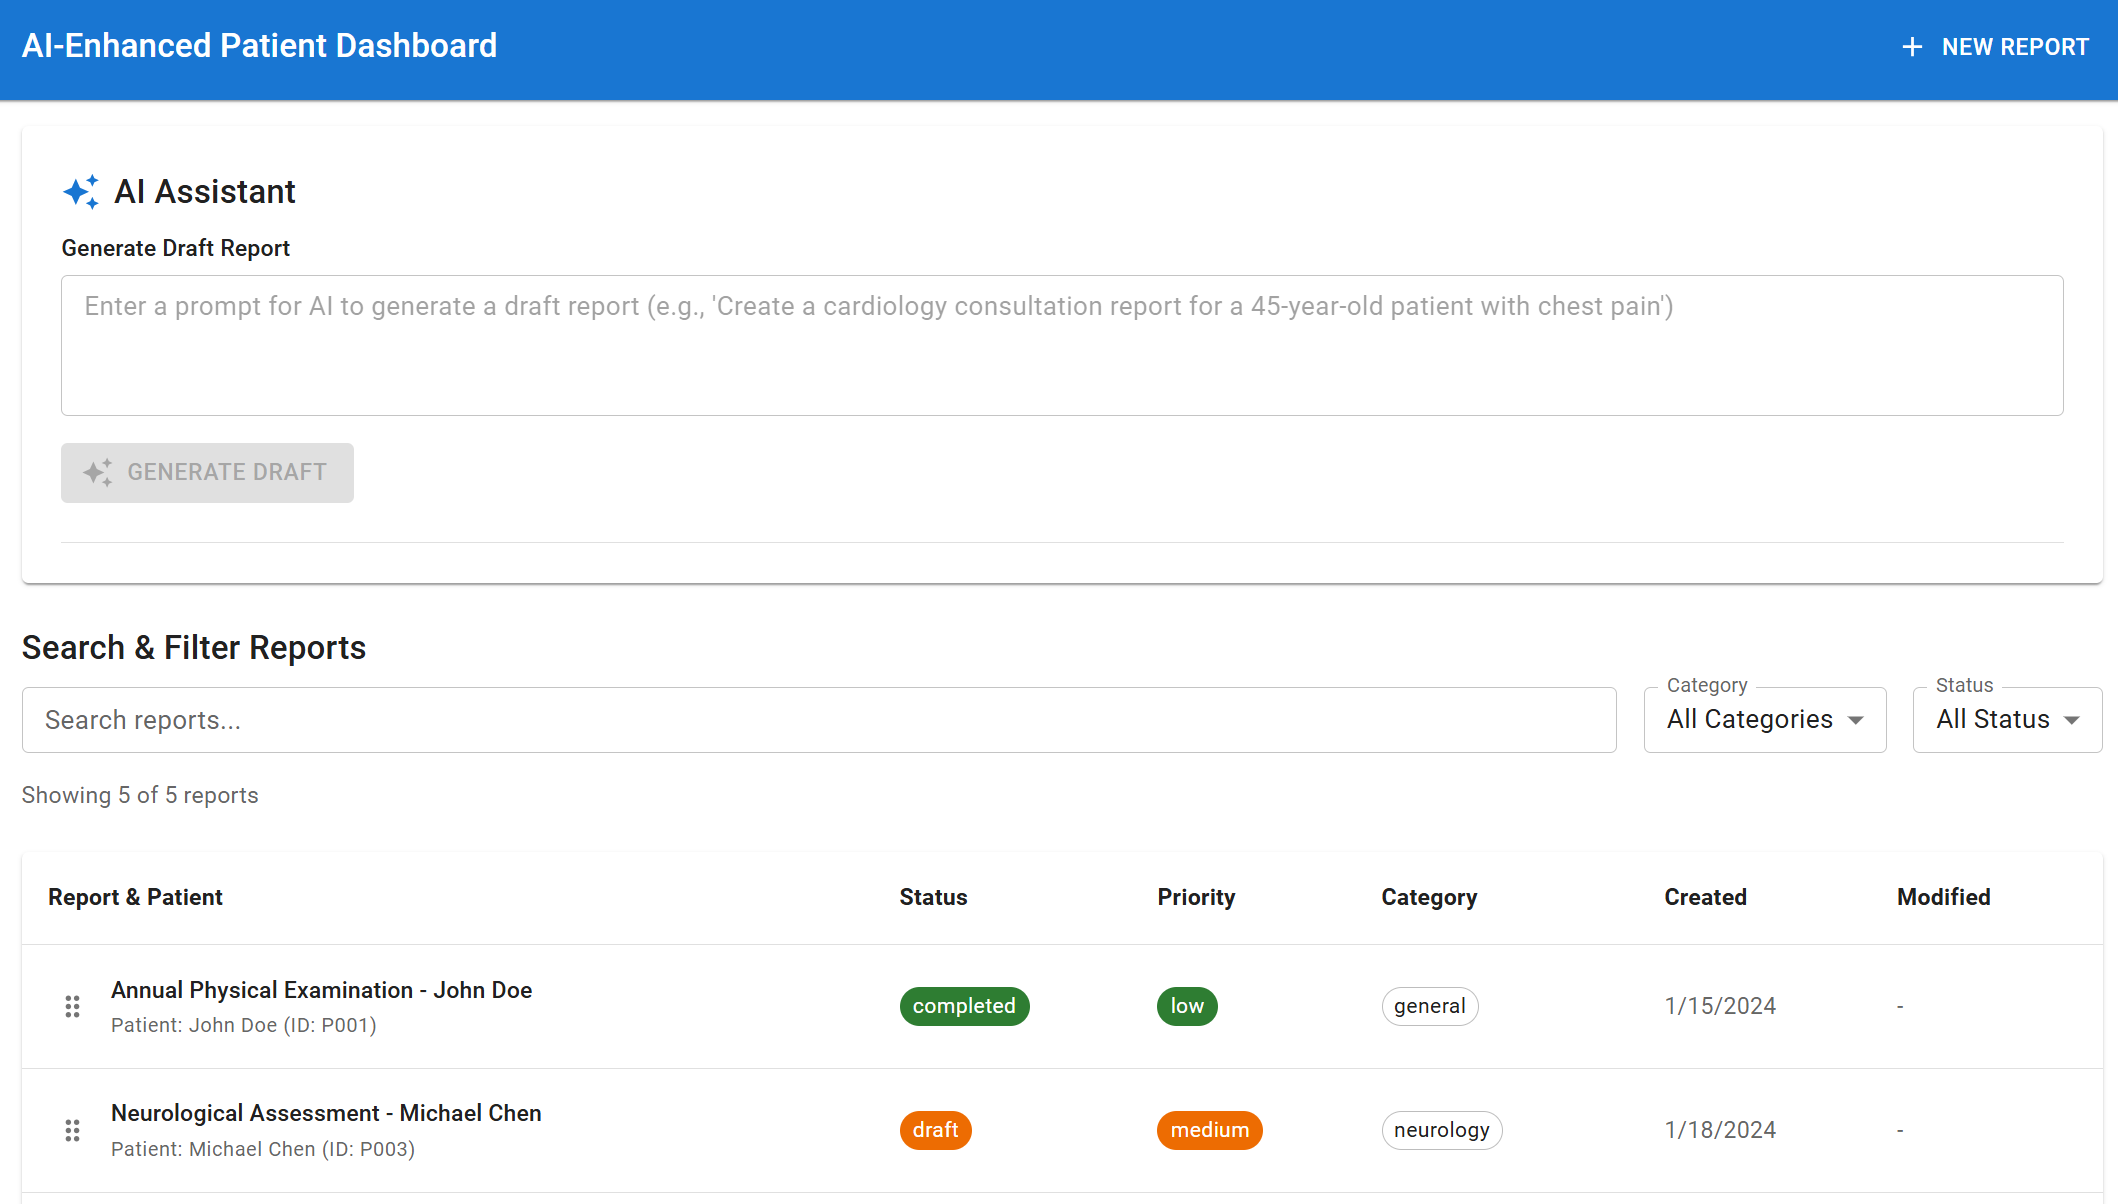 AI-Enhanced Patient Dashboard
NEW REPORT
AI Assistant
Generate Draft Report
Enter a prompt for AI to generate a draft report (e.g., 'Create a cardiology consultation report for a 45-year-old patient with chest pain')
GENERATE DRAFT
Search & Filter Reports
Search reports...
Category
All Categories
Status
All Status
Showing 5 of 5 reports
Report & Patient Status Priority Category Created Modified
Annual Physical Examination - John Doe
Patient: John Doe (ID: P001)
completed low general 1/15/2024 -
Neurological Assessment - Michael Chen
Patient: Michael Chen (ID: P003)
draft medium neurology 1/18/2024 -